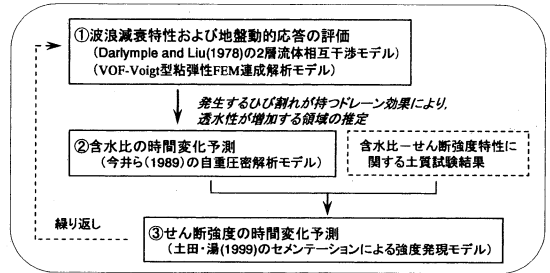 ①波浪減衰特性および地盤動的応答の評価
(Darlymple and Liu(1978)の2層流体相互干渉モデル)
(VOF-Voigt型粘弾性FEM連成解析モデル)
発生するひび割れが持つドレーン効果により,
透水性が増加する領域の推定
②含水比の時間変化予測
(今井ら(1989)の自重圧密解析モデル)
含水比−せん断強度特性に
関する土質試験結果
繰り返し
③せん断強度の時間変化予測
(土田・湯(1999)のセメンテーションによる強度発現モデル)